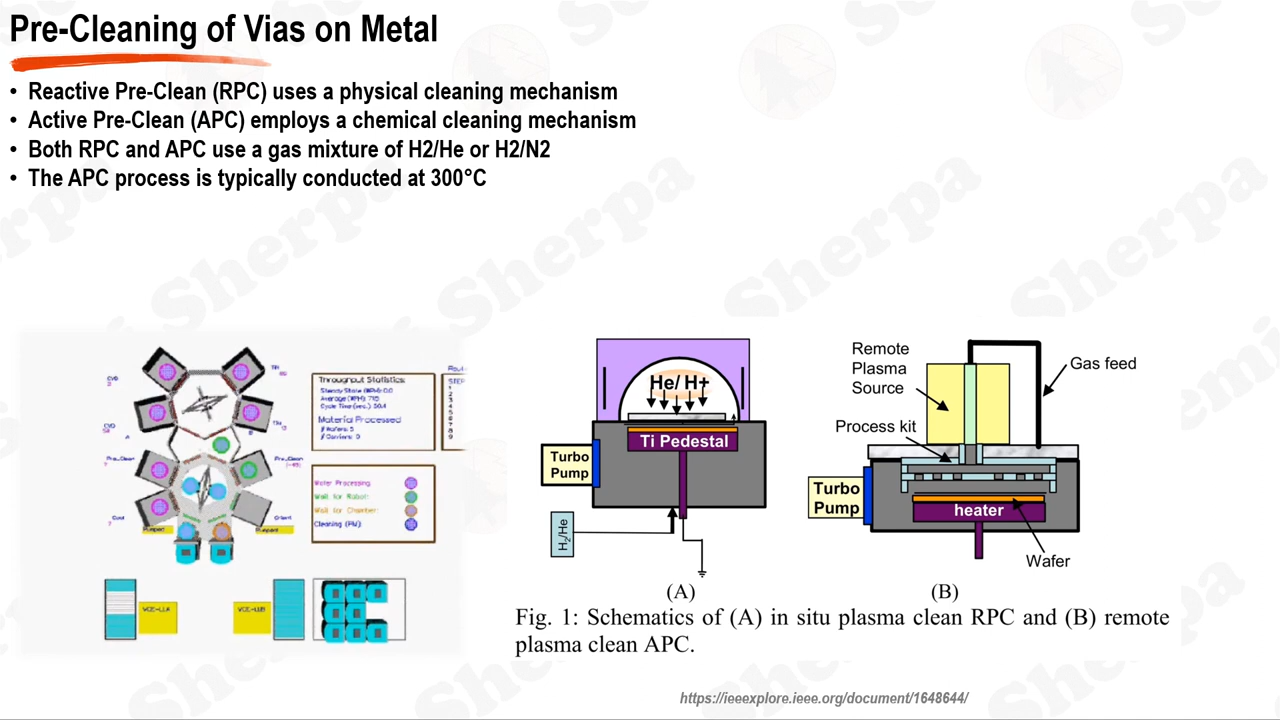 Pre-Cleaning of Vias on Metal
• Reactive Pre-Clean (RPC) uses a physical cleaning mechanism
• Active Pre-Clean (APC) employs a chemical cleaning mechanism
• Both RPC and APC use a gas mixture of H2/He or H2/N2
• The APC process is typically conducted at 300°C
Throughput Statistics:
Material Processed
Wafer Processing
Wait for Robot
Wait for Chamber
Cleaning (PM)
VCE-LLA
VCE-LLB
He/ H+
Ti Pedestal
Turbo
Pump
H2/He
(A)
Remote
Plasma
Source
Gas feed
Process kit
Turbo
Pump
heater
Wafer
(B)
Fig. 1: Schematics of (A) in situ plasma clean RPC and (B) remote
plasma clean APC.
https://ieeexplore.ieee.org/document/1648644/
Sherpa